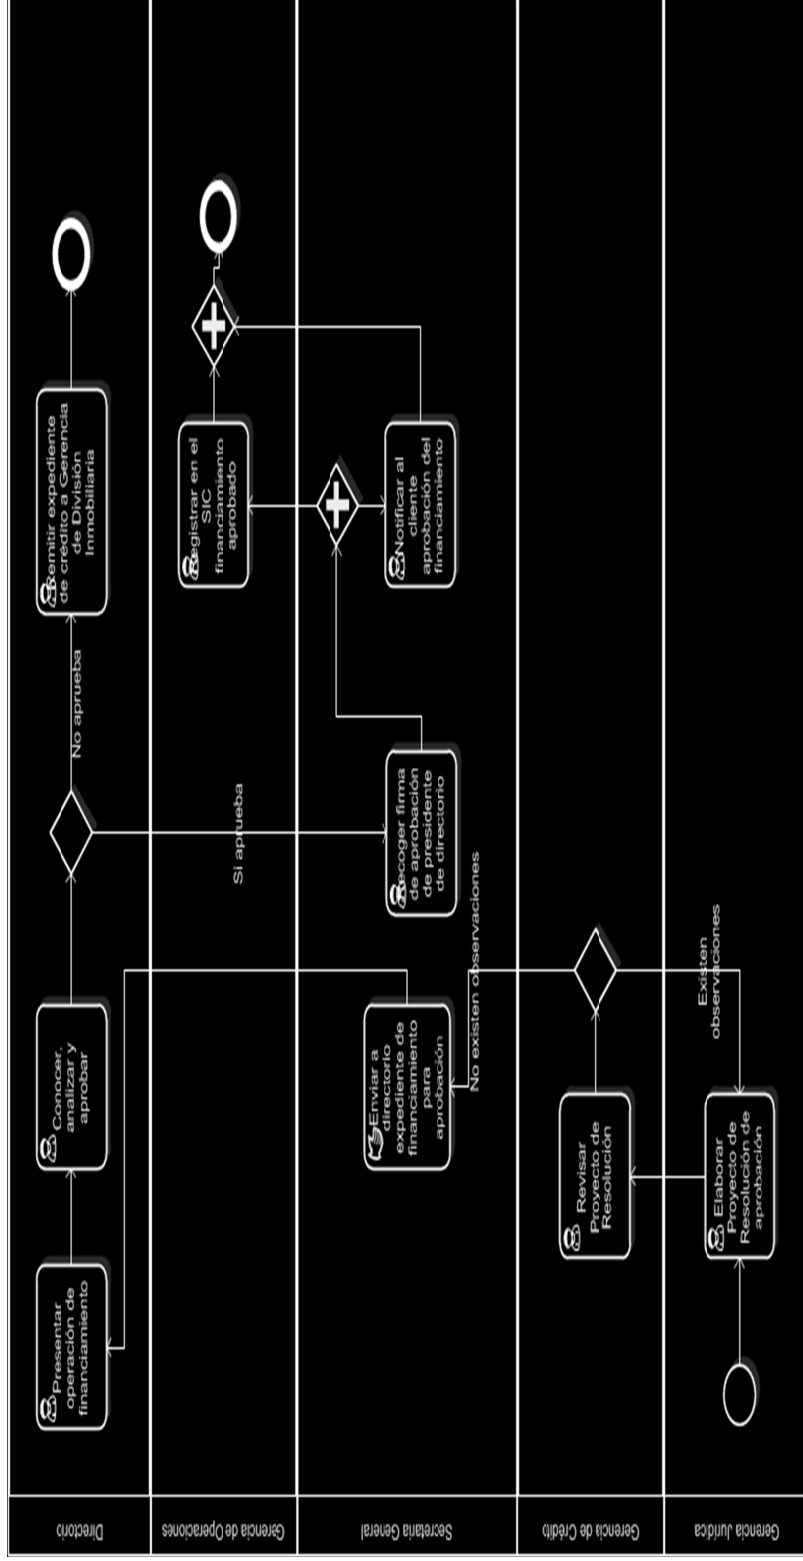 Directorio
Presentar
operación de
financiamiento
Conocer,
analizar y
aprobar
No aprueba
Remitir expediente
de crédito a Gerencia
de División
Inmobiliaria
Gerencia de Operaciones
Si aprueba
Registrar en el
SIC
financiamiento
aprobado
Secretaria General
Enviar a
directorio
expediente de
financiamiento
para
aprobación
Recoger firma
de aprobación
de presidente
de directorio
Notificar al
cliente
aprobación del
financiamiento
No existen observaciones
Gerencia de Crédito
Revisar
Proyecto de
Resolución
Existen
observaciones
Gerencia Jurídica
Elaborar
Proyecto de
Resolución de
aprobación